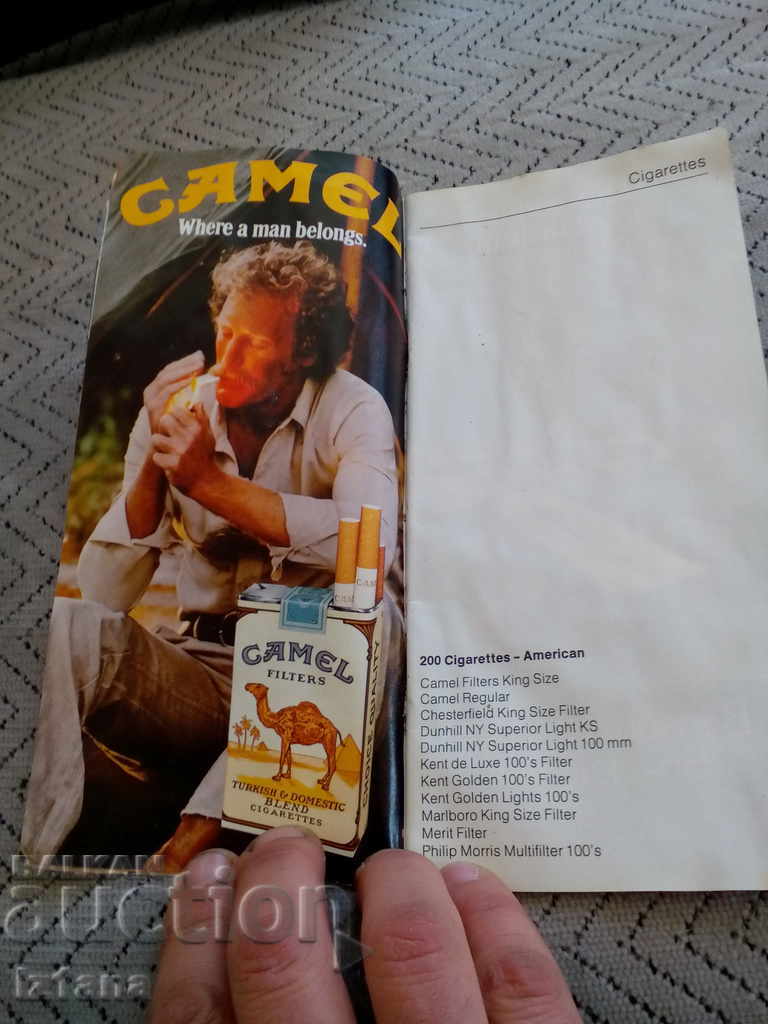 CAMEL
Where a man belongs.
CAMEL
FILTERS
TURKISH & DOMESTIC
BLEND
CIGARETTES
CHOICE QUALITY
Cigarettes
200 Cigarettes – American
Camel Filters King Size
Camel Regular
Chesterfield King Size Filter
Dunhill NY Superior Light KS
Dunhill NY Superior Light 100 mm
Kent de Luxe 100's Filter
Kent Golden 100's Filter
Kent Golden Lights 100's
Marlboro King Size Filter
Merit Filter
Philip Morris Multifilter 100's
BALKAN
auction
Iztana